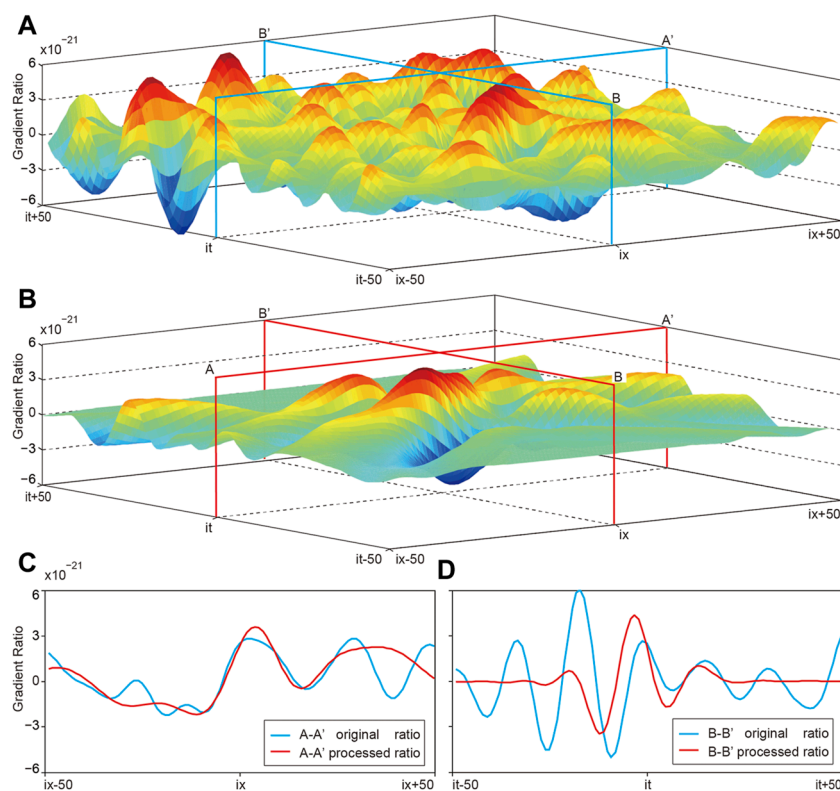 A
x10⁻²¹
B'
A'
B
6
3
0
−3
−6
Gradient Ratio
it+50
it
it-50
ix-50
ix
ix+50
B
x10⁻²¹
B'
A'
A
B
6
3
0
−3
−6
Gradient Ratio
it+50
it
it-50
ix-50
ix
ix+50
C
x10⁻²¹
6
3
0
−3
−6
Gradient Ratio
A-A' original ratio
A-A' processed ratio
ix-50
ix
ix+50
D
B-B' original ratio
B-B' processed ratio
it-50
it
it+50